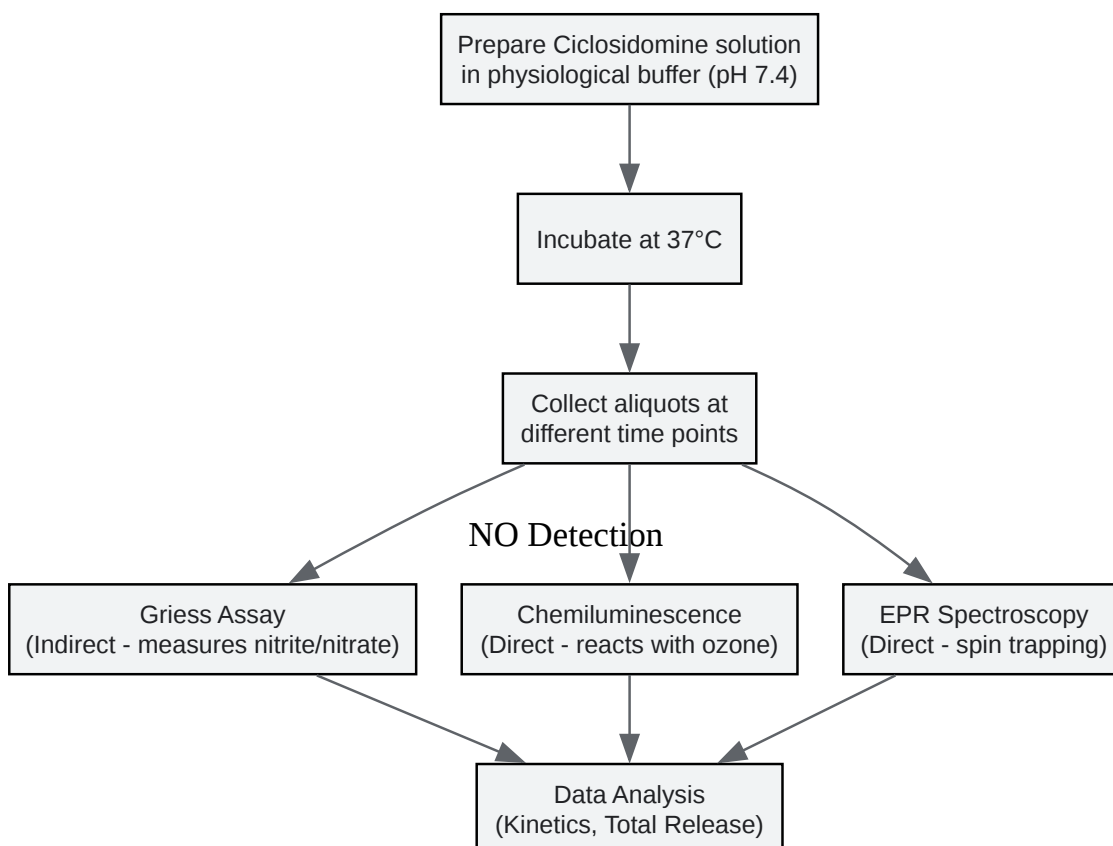 Prepare Ciclosidomine solution
in physiological buffer (pH 7.4)
Incubate at 37°C
Collect aliquots at
different time points
NO Detection
Griess Assay
(Indirect - measures nitrite/nitrate)
Chemiluminescence
(Direct - reacts with ozone)
EPR Spectroscopy
(Direct - spin trapping)
Data Analysis
(Kinetics, Total Release)